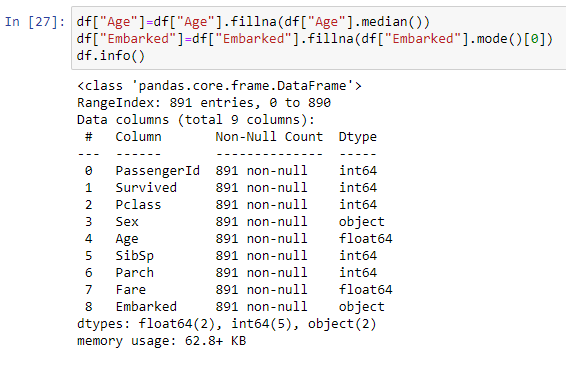 In [27]: df["Age"]=df["Age"].fillna(df["Age"].median())
df["Embarked"]=df["Embarked"].fillna(df["Embarked"].mode()[0])
df.info()
<class 'pandas.core.frame.DataFrame'>
RangeIndex: 891 entries, 0 to 890
Data columns (total 9 columns):
 #   Column       Non-Null Count  Dtype
---  ------       --------------  -----
 0   PassengerId  891 non-null    int64
 1   Survived     891 non-null    int64
 2   Pclass       891 non-null    int64
 3   Sex          891 non-null    object
 4   Age          891 non-null    float64
 5   SibSp        891 non-null    int64
 6   Parch        891 non-null    int64
 7   Fare         891 non-null    float64
 8   Embarked     891 non-null    object
dtypes: float64(2), int64(5), object(2)
memory usage: 62.8+ KB